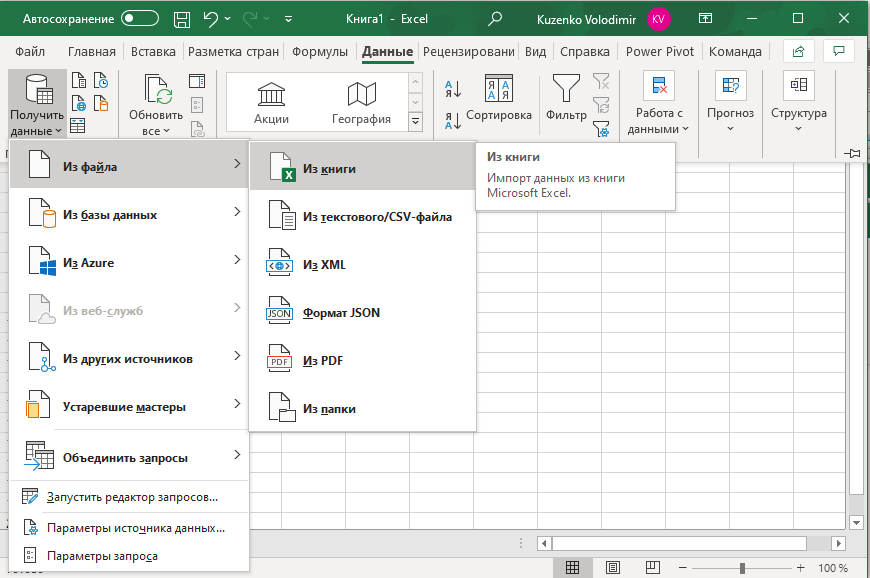 Автосохранение
Книга1 - Excel
Kuzenko Volodimir
KV
Файл
Главная
Вставка
Разметка стран
Формулы
Данные
Рецензировани
Вид
Справка
Power Pivot
Команда
Получить
данные
Обновить
все
Акции
География
Сортировка
Фильтр
Работа с
данными
Прогноз
Структура
Из файла
Из базы данных
Из Azure
Из веб-служб
Из других источников
Устаревшие мастеры
Объединить запросы
Запустить редактор запросов...
Параметры источника данных...
Параметры запроса
Из книги
Из текстового/CSV-файла
Из XML
JSON
Формат JSON
PDF
Из PDF
Из папки
Из книги
Импорт данных из книги
Microsoft Excel.
100 %